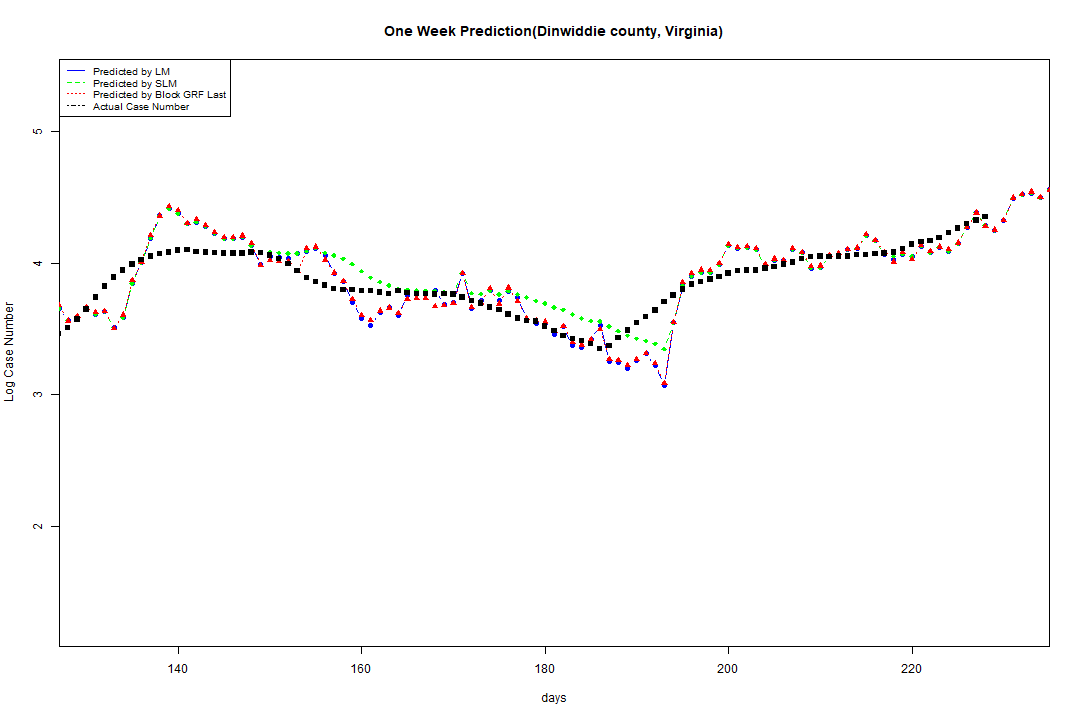 One Week Prediction(Dinwiddie county, Virginia)
Predicted by LM
Predicted by SLM
Predicted by Block GRF Last
Actual Case Number
5
4
3
2
Log Case Number
140 160 180 200 220
days